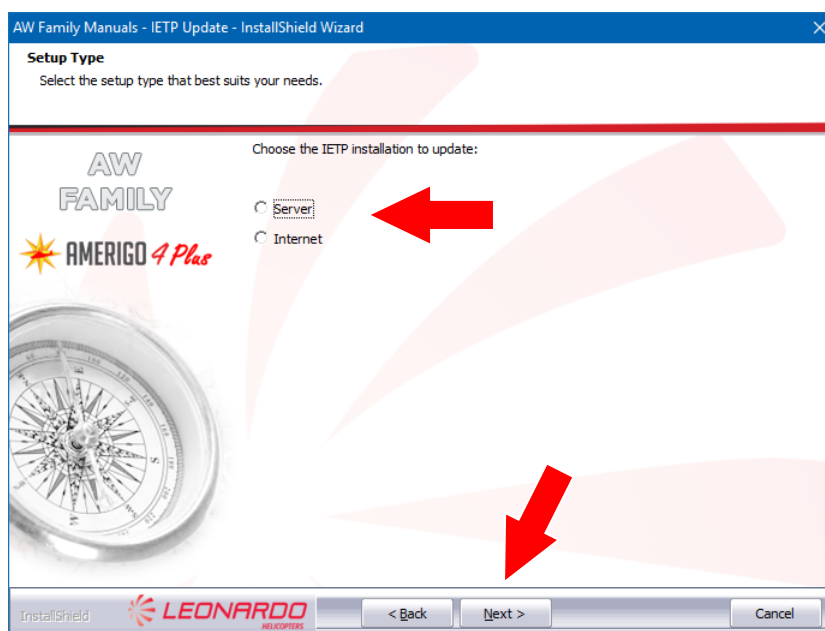 AW Family Manuals - IETP Update - InstallShield Wizard
Setup Type
Select the setup type that best suits your needs.
Choose the IETP installation to update:
AW
FAMILY
AMERIGO 4 Plus
Server
Internet
InstallShield
LEONARDO
HELICOPTERS
< Back
Next >
Cancel